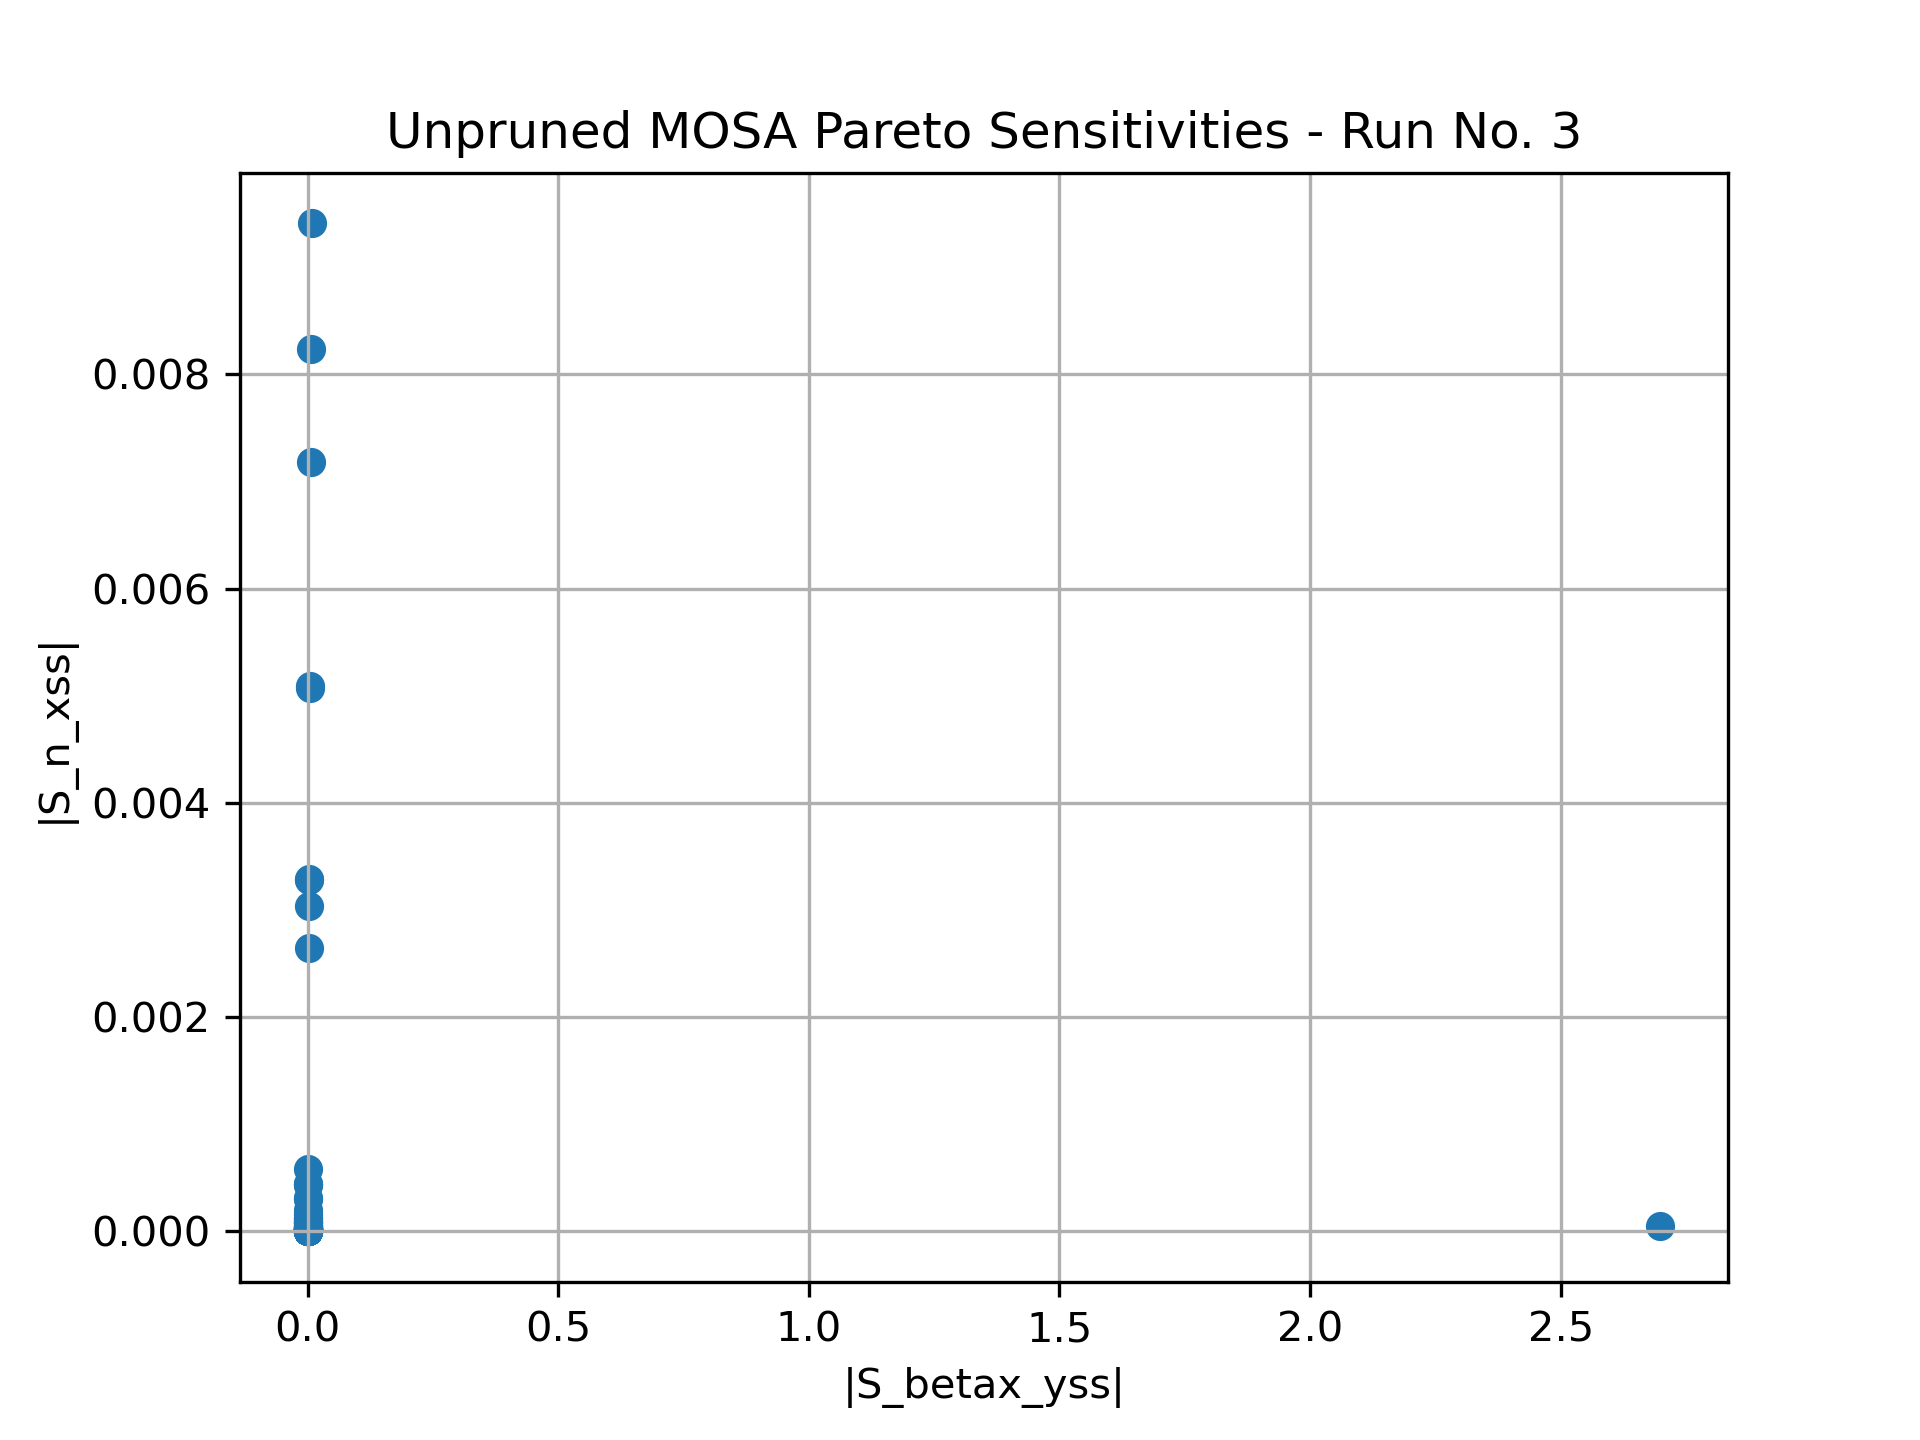 Unpruned MOSA Pareto Sensitivities - Run No. 3
|S_n_xss|
0.008
0.006
0.004
0.002
0.000
0.0 0.5 1.0 1.5 2.0 2.5
|S_betax_yss|